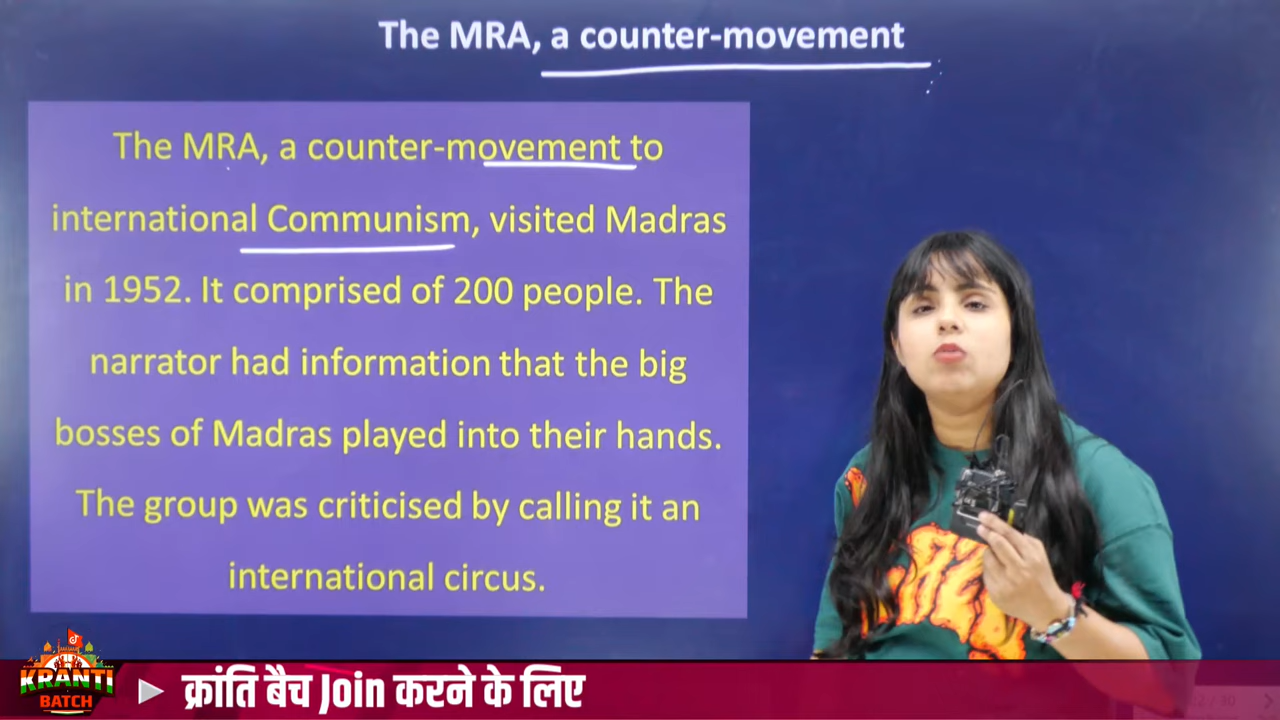 The MRA, a counter-movement
The MRA, a counter-movement to
international Communism, visited Madras
in 1952. It comprised of 200 people. The
narrator had information that the big
bosses of Madras played into their hands.
The group was criticised by calling it an
international circus.
KRANTI
BATCH
क्रांति बैच Join करने के लिए